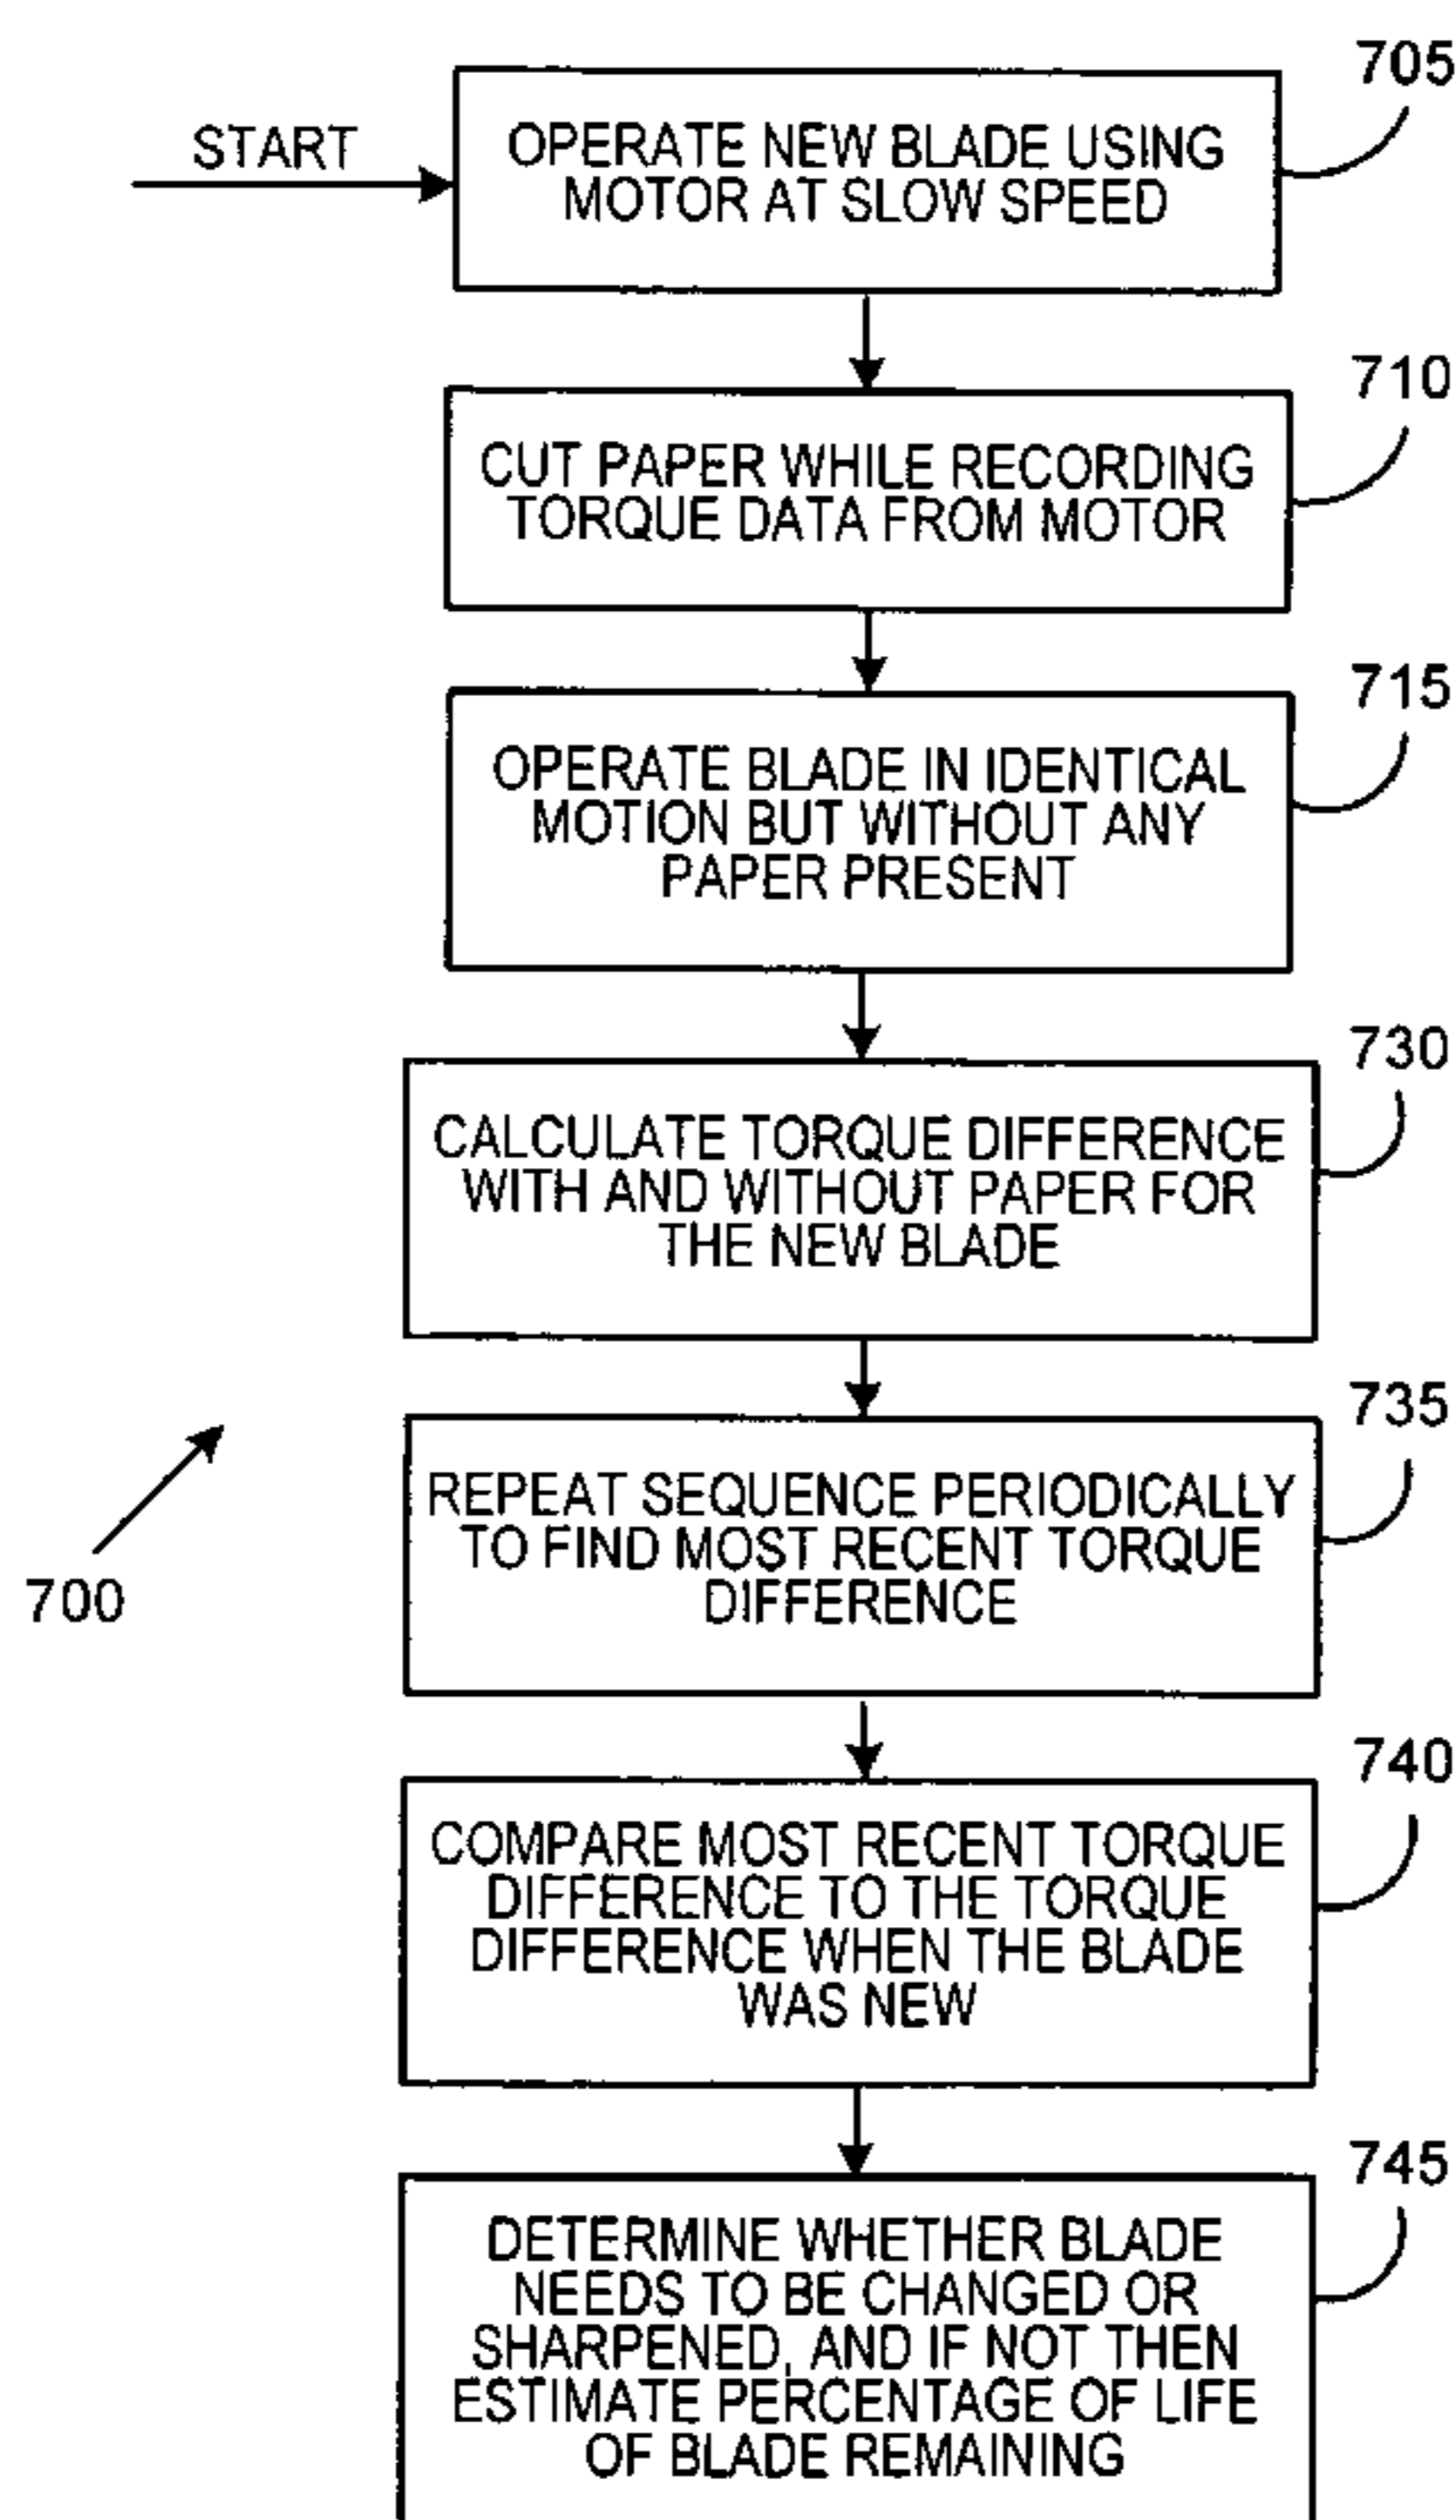 705
START
OPERATE NEW BLADE USING
MOTOR AT SLOW SPEED
710
CUT PAPER WHILE RECORDING
TORQUE DATA FROM MOTOR
715
OPERATE BLADE IN IDENTICAL
MOTION BUT WITHOUT ANY
PAPER PRESENT
730
CALCULATE TORQUE DIFFERENCE
WITH AND WITHOUT PAPER FOR
THE NEW BLADE
735
REPEAT SEQUENCE PERIODICALLY
TO FIND MOST RECENT TORQUE
DIFFERENCE
700
740
COMPARE MOST RECENT TORQUE
DIFFERENCE TO THE TORQUE
DIFFERENCE WHEN THE BLADE
WAS NEW
745
DETERMINE WHETHER BLADE
NEEDS TO BE CHANGED OR
SHARPENED, AND IF NOT THEN
ESTIMATE PERCENTAGE OF LIFE
OF BLADE REMAINING